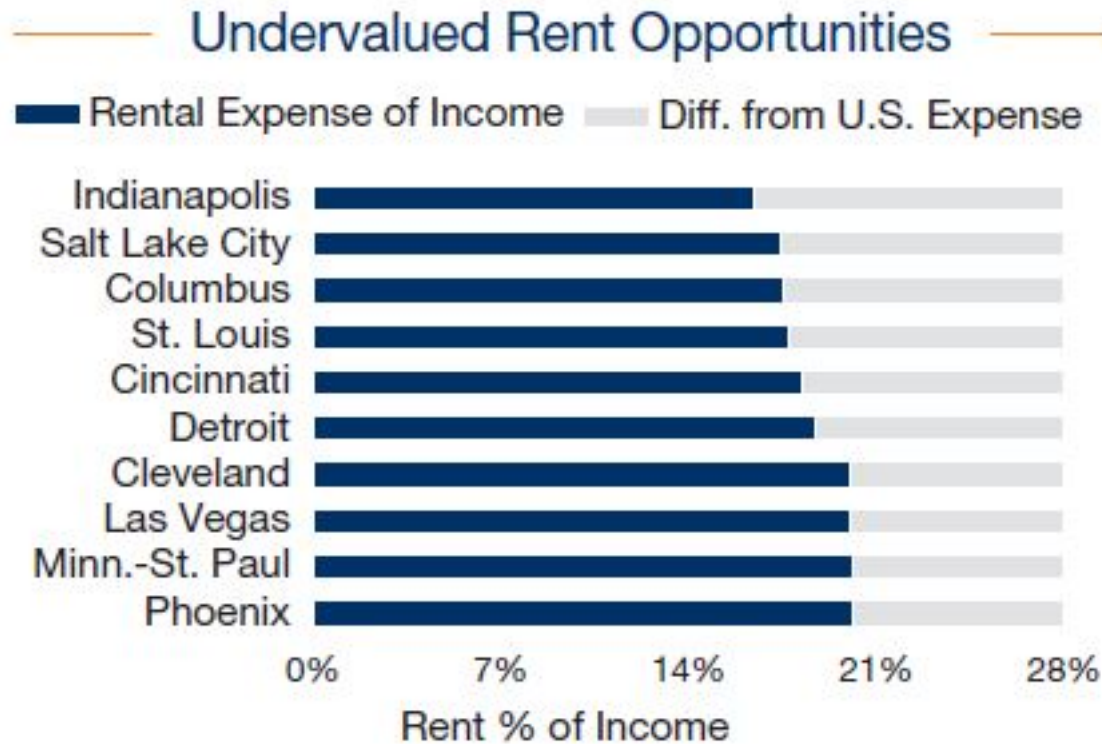 Undervalued Rent Opportunities
Rental Expense of Income Diff. from U.S. Expense
Indianapolis
Salt Lake City
Columbus
St. Louis
Cincinnati
Detroit
Cleveland
Las Vegas
Minn.-St. Paul
Phoenix
0% 7% 14% 21% 28%
Rent % of Income